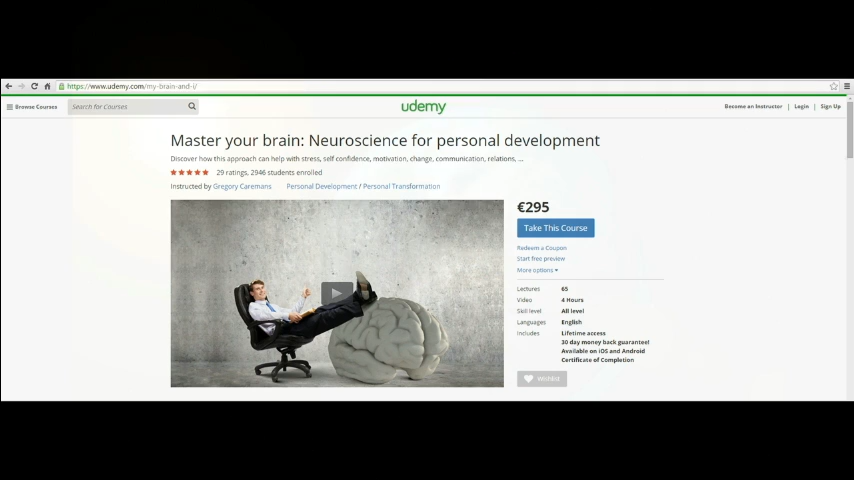 https://www.udemy.com/my-brain-and-i/
Browse Courses
Search for Courses
udemy
Become an Instructor | Login | Sign Up
Master your brain: Neuroscience for personal development
Discover how this approach can help with stress, self confidence, motivation, change, communication, relations, ...
29 ratings, 2946 students enrolled
Instructed by Gregory Caremans Personal Development / Personal Transformation
€295
Take This Course
Redeem a Coupon
Start free preview
More options
Lectures 65
Video 4 Hours
Skill level All level
Languages English
Includes Lifetime access
30 day money back guarantee!
Available on iOS and Android
Certificate of Completion
Wishlist